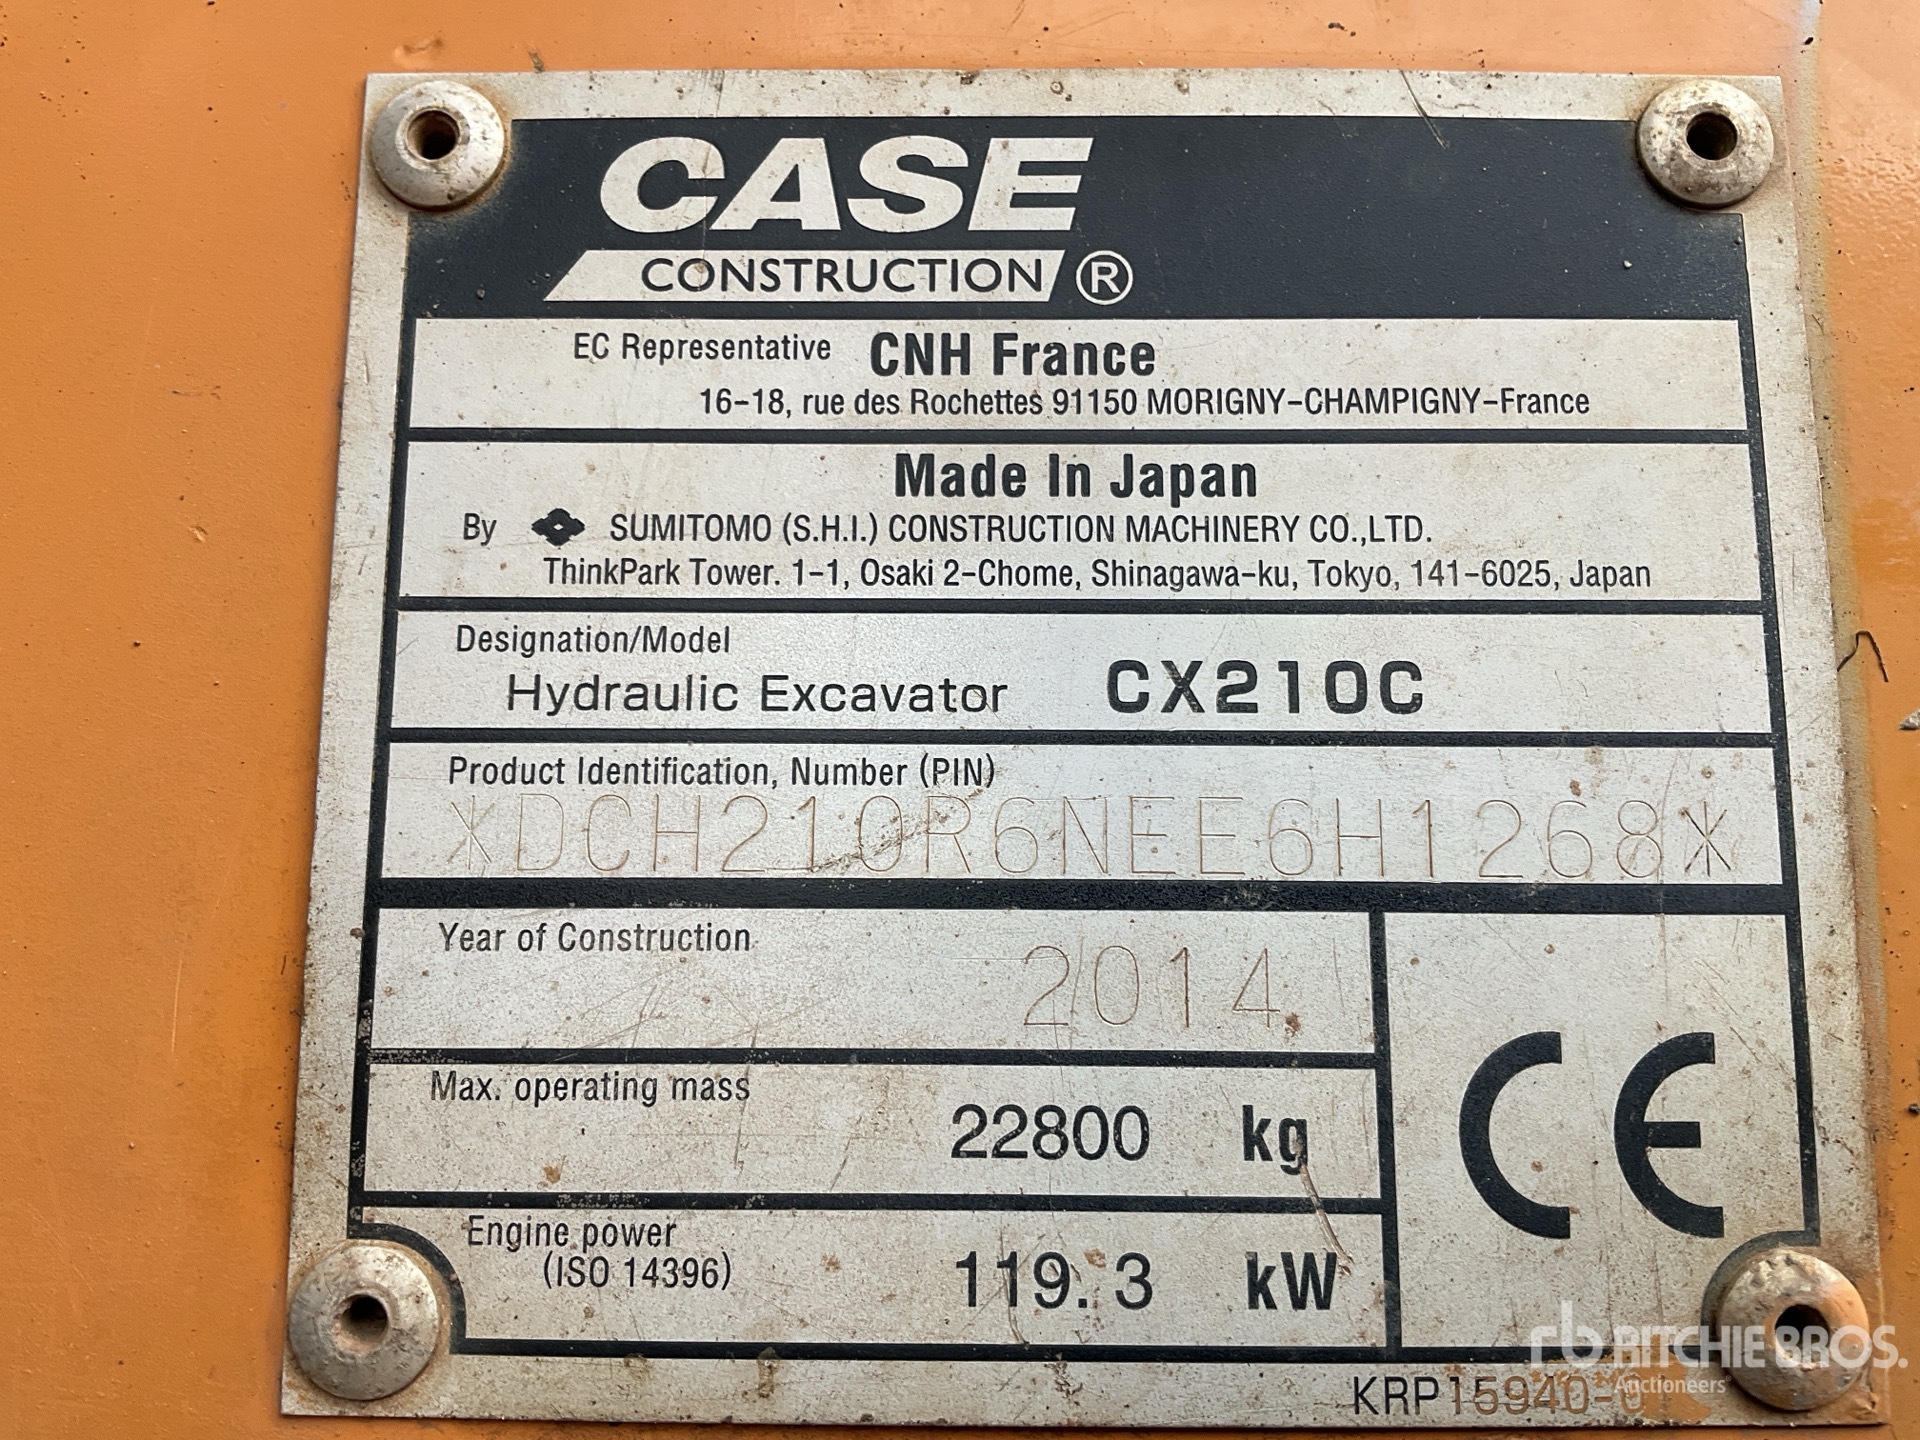 CASE
CONSTRUCTION ®
EC Representative CNH France
16-18, rue des Rochettes 91150 MORIGNY-CHAMPIGNY-France
Made In Japan
By SUMITOMO (S.H.I.) CONSTRUCTION MACHINERY CO.,LTD.
ThinkPark Tower. 1-1, Osaki 2-Chome, Shinagawa-ku, Tokyo, 141-6025, Japan
Designation/Model
Hydraulic Excavator CX210C
Product Identification, Number (PIN)
*DCH210R6NEE6H1268*
Year of Construction
2014
Max. operating mass
22800 kg
Engine power
(ISO 14396)
119.3 kW
CE
rb RITCHIE BROS.
Auctioneers
KRP15940-0